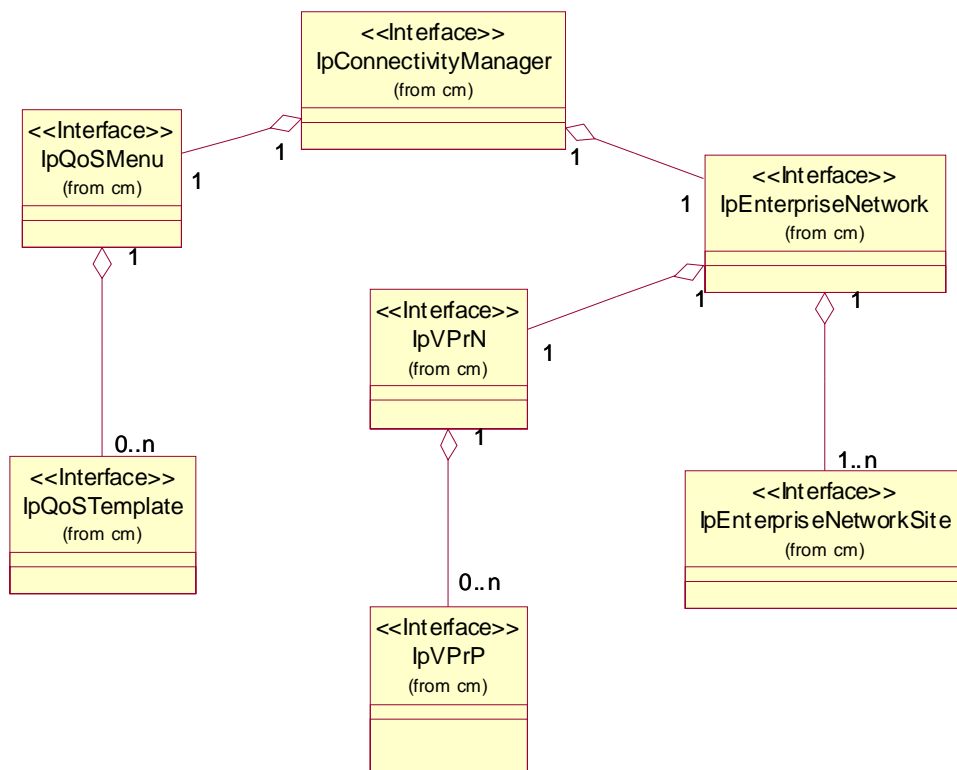 <<Interface>>
IpConnectivityManager
(from cm)
<<Interface>>
IpQoSMenu
(from cm)
1
1
1
1
<<Interface>>
IpEnterpriseNetwork
(from cm)
1
1
1
1
<<Interface>>
IpVPrN
(from cm)
1
0..n
<<Interface>>
IpQoSTemplate
(from cm)
1..n
<<Interface>>
IpEnterpriseNetworkSite
(from cm)
0..n
<<Interface>>
IpVPrP
(from cm)